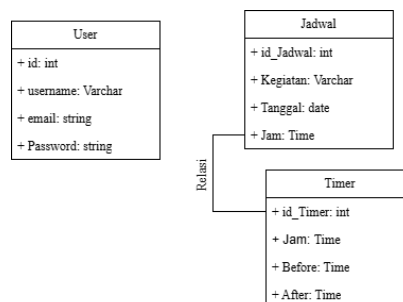 User
+ id: int
+ username: Varchar
+ email: string
+ Password: string
Jadwal
+ id_Jadwal: int
+ Kegiatan: Varchar
+ Tanggal: date
+ Jam: Time
Relasi
Timer
+ id_Timer: int
+ Jam: Time
+ Before: Time
+ After: Time